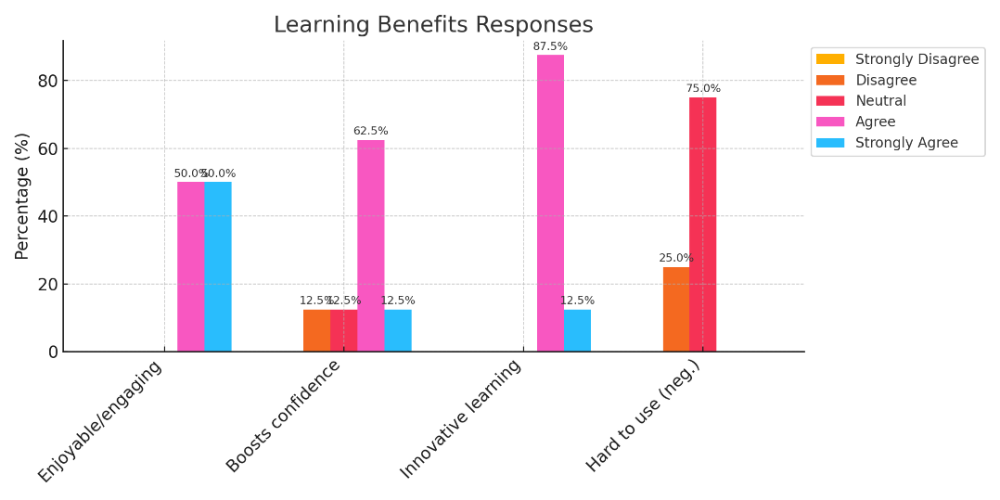 Learning Benefits Responses
87.5%
Strongly Disagree
Disagree
Neutral
Agree
Strongly Agree
80
75.0%
62.5%
60
50.0%
50.0%
Percentage (%)
40
25.0%
20
12.5%
12.5%
12.5%
12.5%
0
Enjoyable/engaging
Boosts confidence
Innovative learning
Hard to use (neg.)